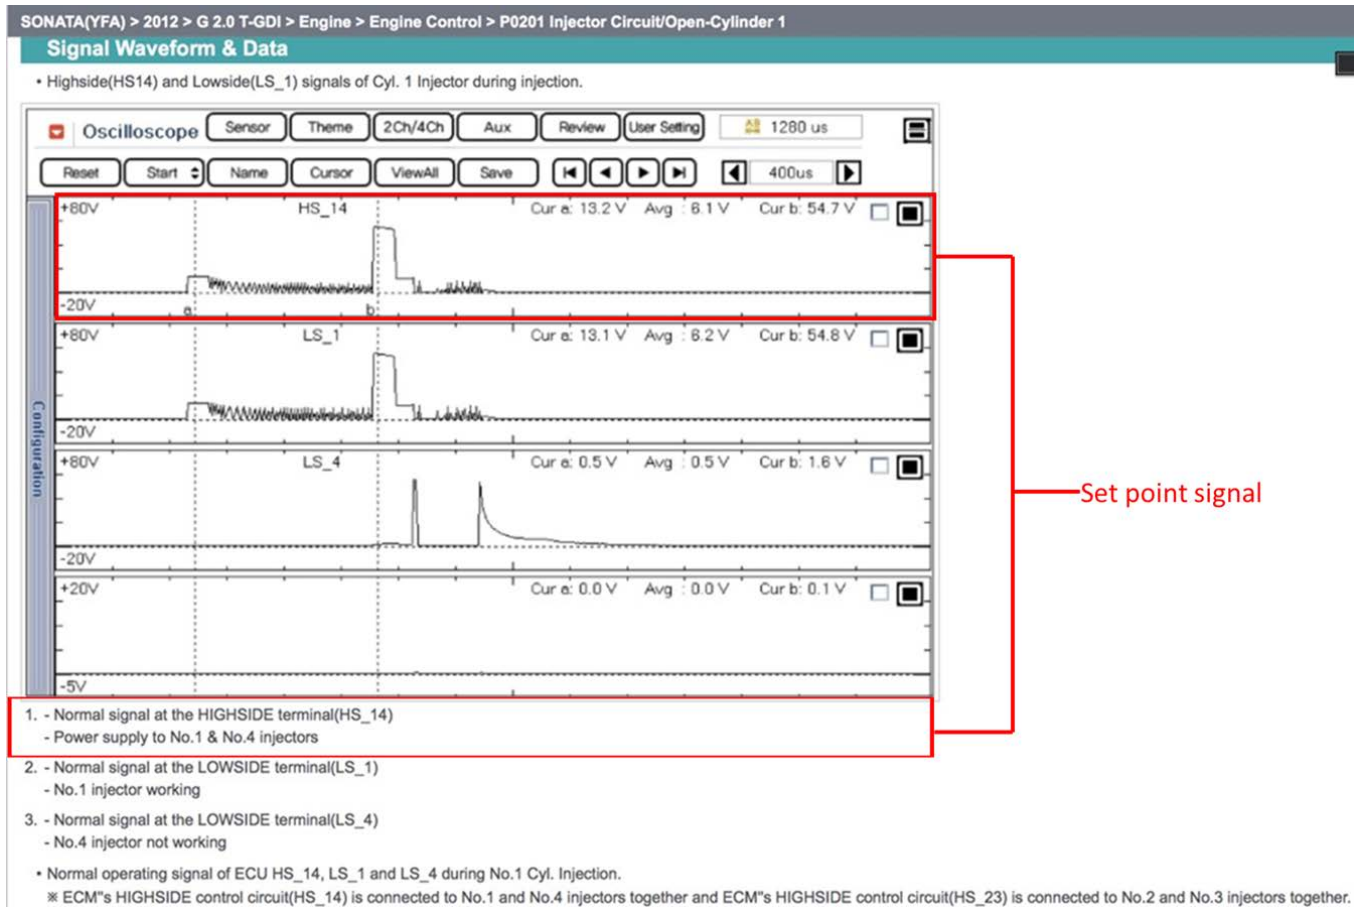 SONATA(YFA) > 2012 > G 2.0 T-GDI > Engine > Engine Control > P0201 Injector Circuit/Open-Cylinder 1
Signal Waveform & Data
• Highside(HS14) and Lowside(LS_1) signals of Cyl. 1 Injector during injection.
Oscilloscope Sensor Theme 2Ch/4Ch Aux Review User Setting 1280 us
Reset Start Name Cursor ViewAll Save 400us
+80V HS_14 Cur a: 13.2 V Avg : 6.1 V Cur b: 54.7 V
-20V a b
+80V LS_1 Cur a: 13.1 V Avg : 6.2 V Cur b: 54.8 V
-20V
Configuration
+80V LS_4 Cur a: 0.5 V Avg : 0.5 V Cur b: 1.6 V
Set point signal
-20V
+20V Cur a: 0.0 V Avg : 0.0 V Cur b: 0.1 V
-5V
1. - Normal signal at the HIGHSIDE terminal(HS_14)
- Power supply to No.1 & No.4 injectors
2. - Normal signal at the LOWSIDE terminal(LS_1)
- No.1 injector working
3. - Normal signal at the LOWSIDE terminal(LS_4)
- No.4 injector not working
• Normal operating signal of ECU HS_14, LS_1 and LS_4 during No.1 Cyl. Injection.
※ ECM"s HIGHSIDE control circuit(HS_14) is connected to No.1 and No.4 injectors together and ECM"s HIGHSIDE control circuit(HS_23) is connected to No.2 and No.3 injectors together.